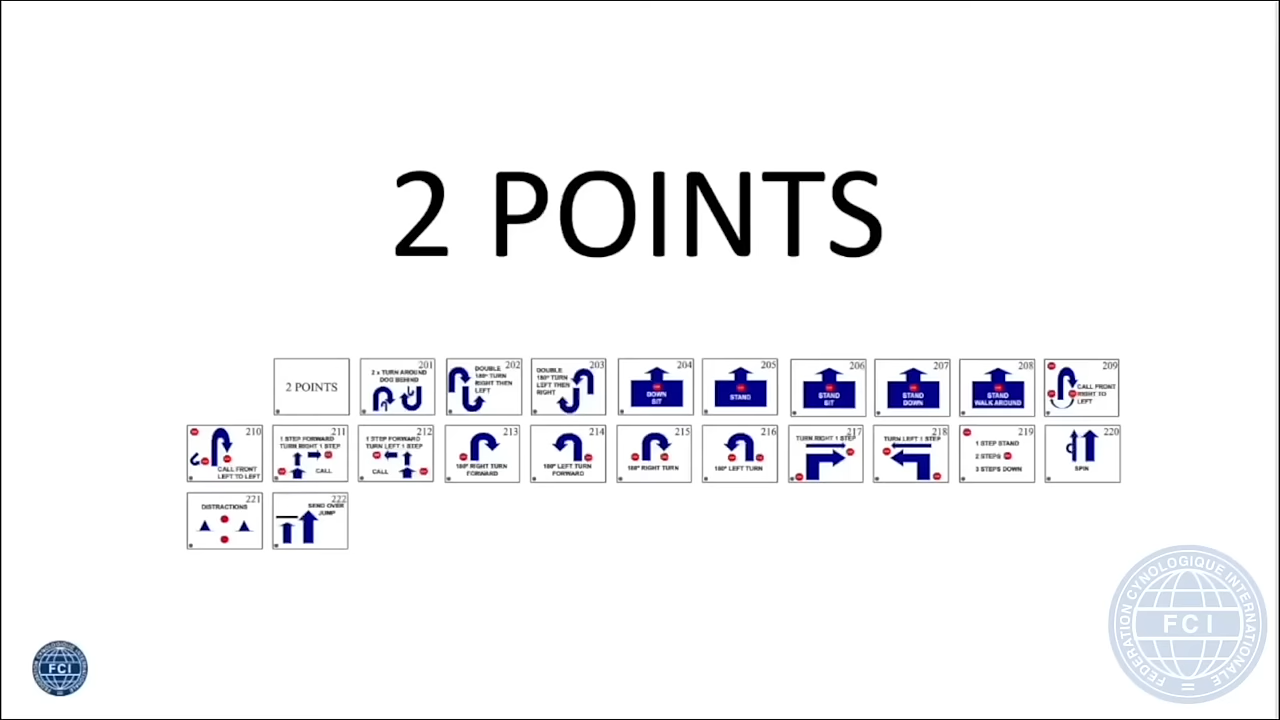 2 POINTS
2 POINTS
201
2 x TURN AROUND
DOG BEHIND
202
DOUBLE
180° TURN
RIGHT THEN
LEFT
203
DOUBLE
180° TURN
LEFT THEN
RIGHT
204
DOWN
SIT
205
STAND
206
STAND
SIT
207
STAND
DOWN
208
STAND
WALK AROUND
209
CALL FRONT
RIGHT TO
LEFT
210
CALL FRONT
LEFT TO LEFT
211
1 STEP FORWARD
TURN RIGHT 1 STEP
CALL
212
1 STEP FORWARD
TURN LEFT 1 STEP
CALL
213
180° RIGHT TURN
FORWARD
214
180° LEFT TURN
FORWARD
215
180° RIGHT TURN
216
180° LEFT TURN
217
TURN RIGHT 1 STEP
218
TURN LEFT 1 STEP
219
1 STEP STAND
2 STEPS
3 STEPS DOWN
220
SPIN
221
DISTRACTIONS
222
SEND OVER
JUMP
FEDERATION CYNOLOGIQUE INTERNATIONALE
FCI
FEDERATION CYNOLOGIQUE INTERNATIONALE
FCI